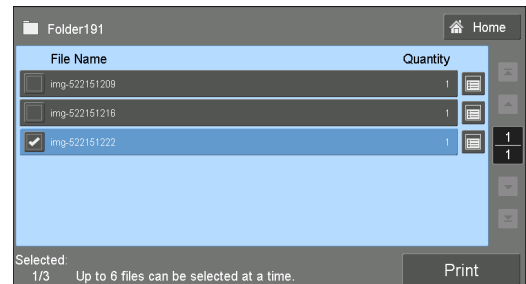 Folder191
Home
File Name Quantity
img-522151209 1
img-522151216 1
img-522151222 1
1
1
Selected:
1/3 Up to 6 files can be selected at a time.
Print